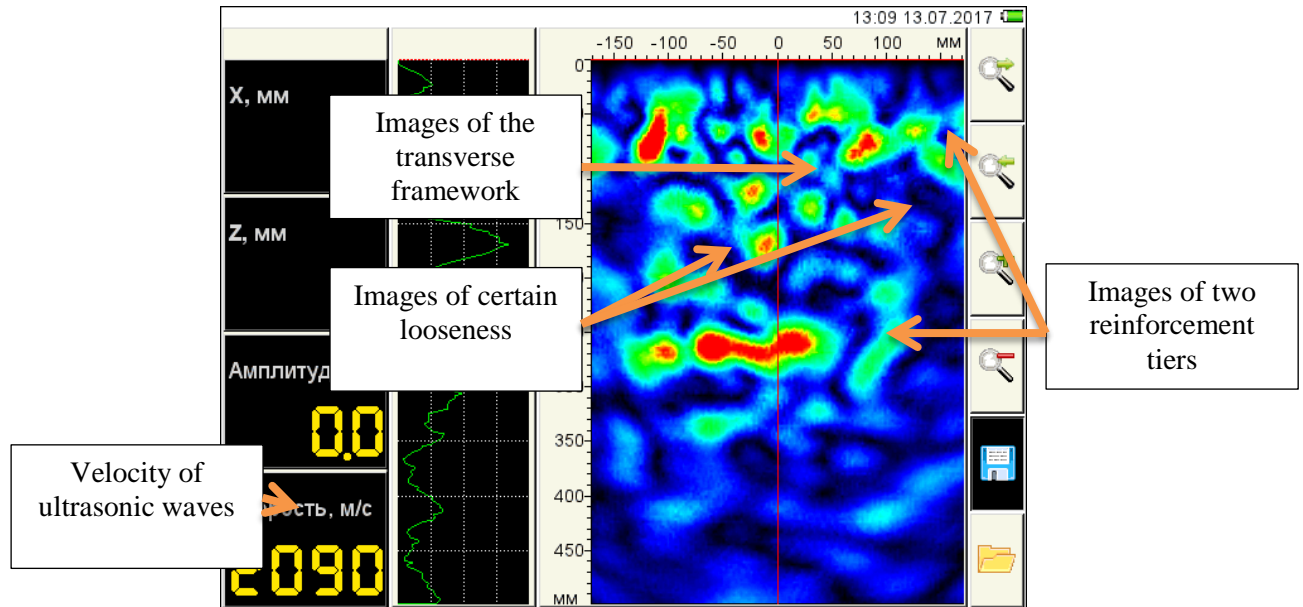 13:09 13.07.2017
-150 -100 -50 0 50 100 мм
0
X, мм
Images of the
transverse
framework
150
Z, мм
Images of certain
looseness
Images of two
reinforcement
tiers
Амплитуд
0.0
350
Velocity of
ultrasonic waves
рость, м/с
400
2090
450
мм